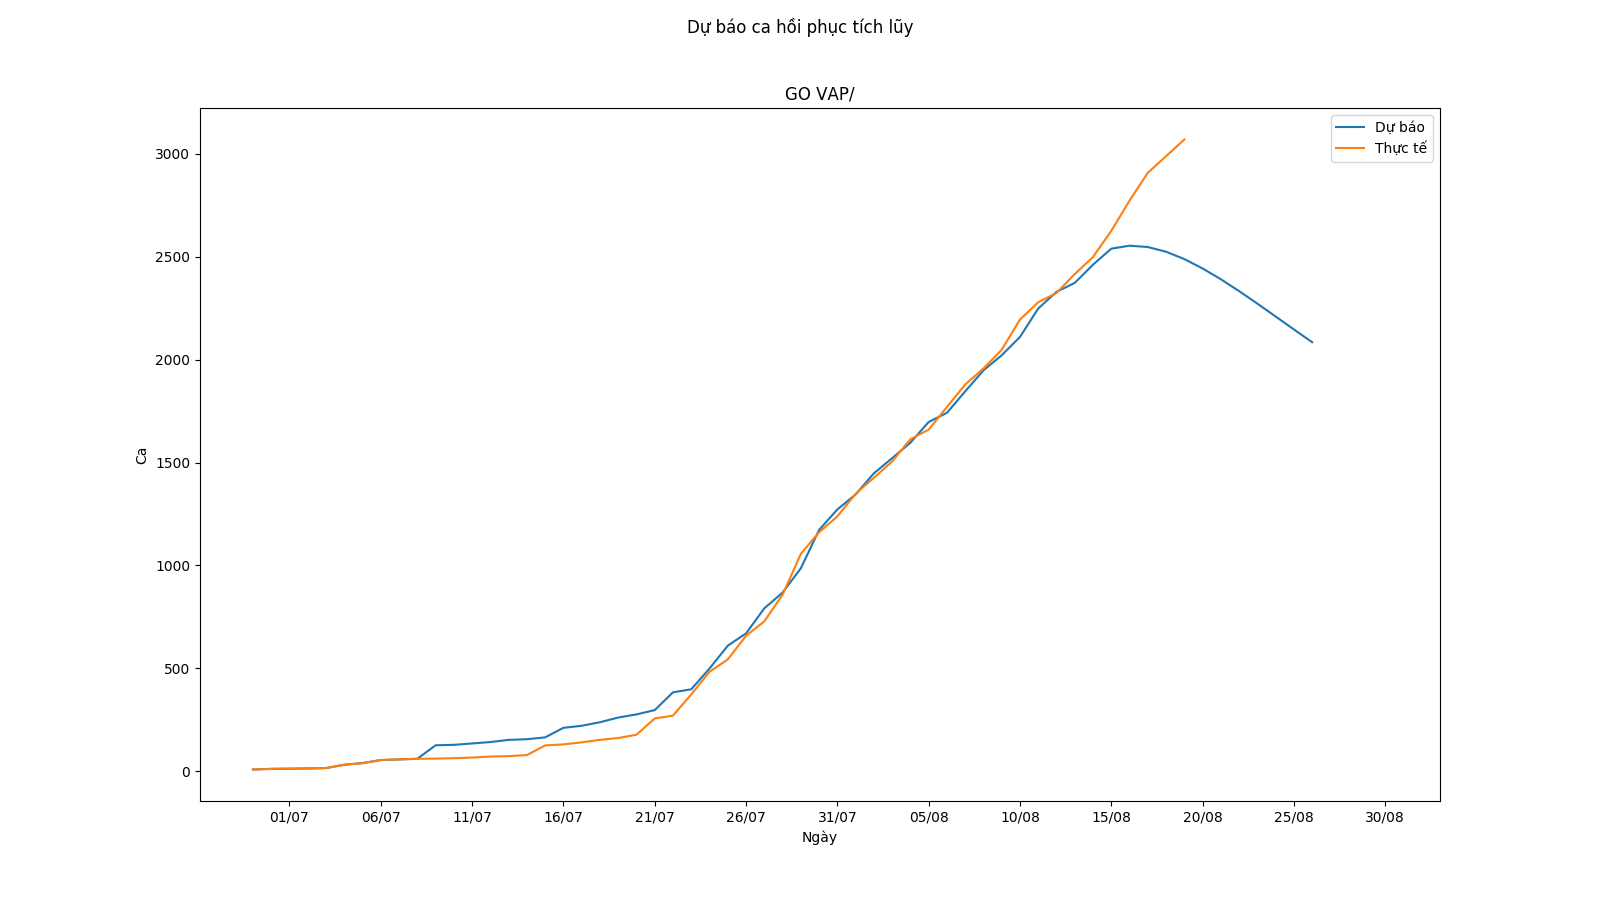 Dự báo ca hồi phục tích lũy
GO VAP/
Dự báo
Thực tế
3000
2500
2000
1500
1000
500
0
Ca
01/07 06/07 11/07 16/07 21/07 26/07 31/07 05/08 10/08 15/08 20/08 25/08 30/08
Ngày